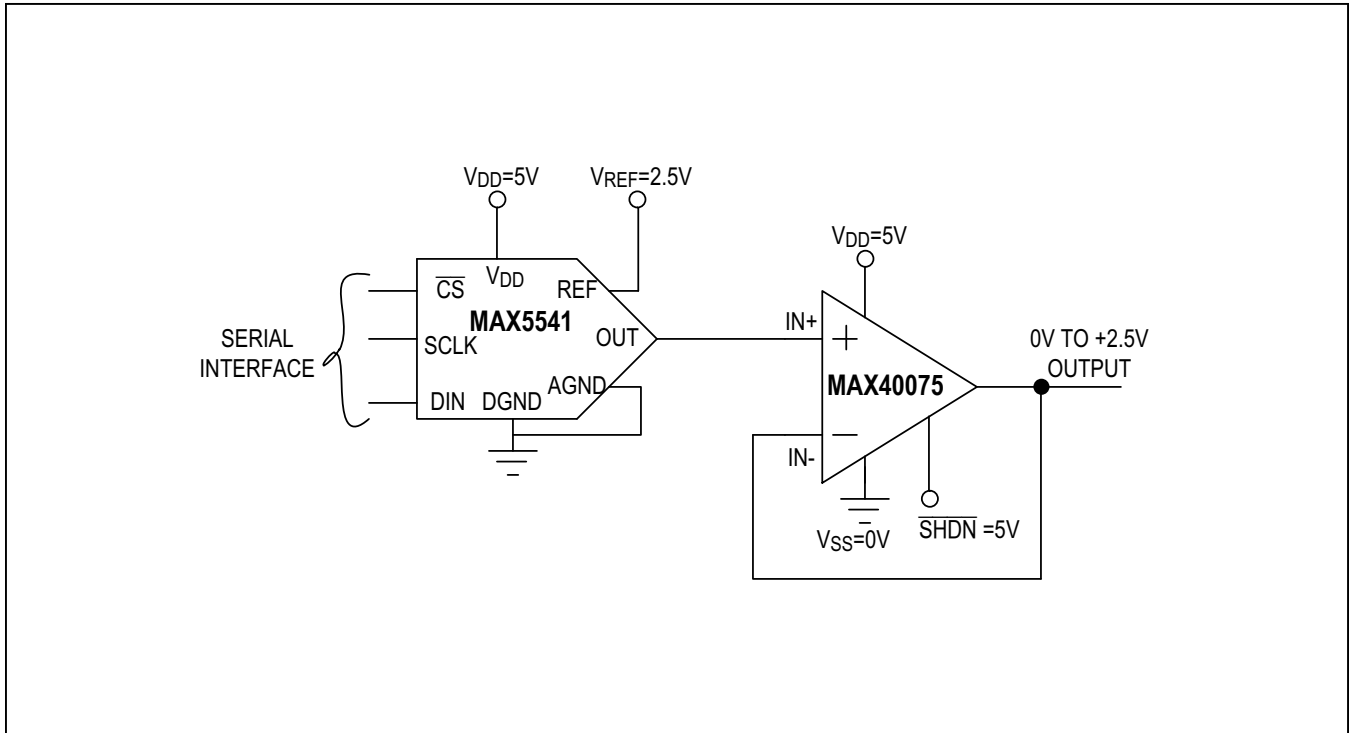 VDD=5V
VREF=2.5V
VDD=5V
CS
VDD
REF
MAX5541
SERIAL
INTERFACE
SCLK
OUT
DIN
DGND
AGND
IN+
+
MAX40075
−
IN-
0V TO +2.5V
OUTPUT
VSS=0V
SHDN =5V